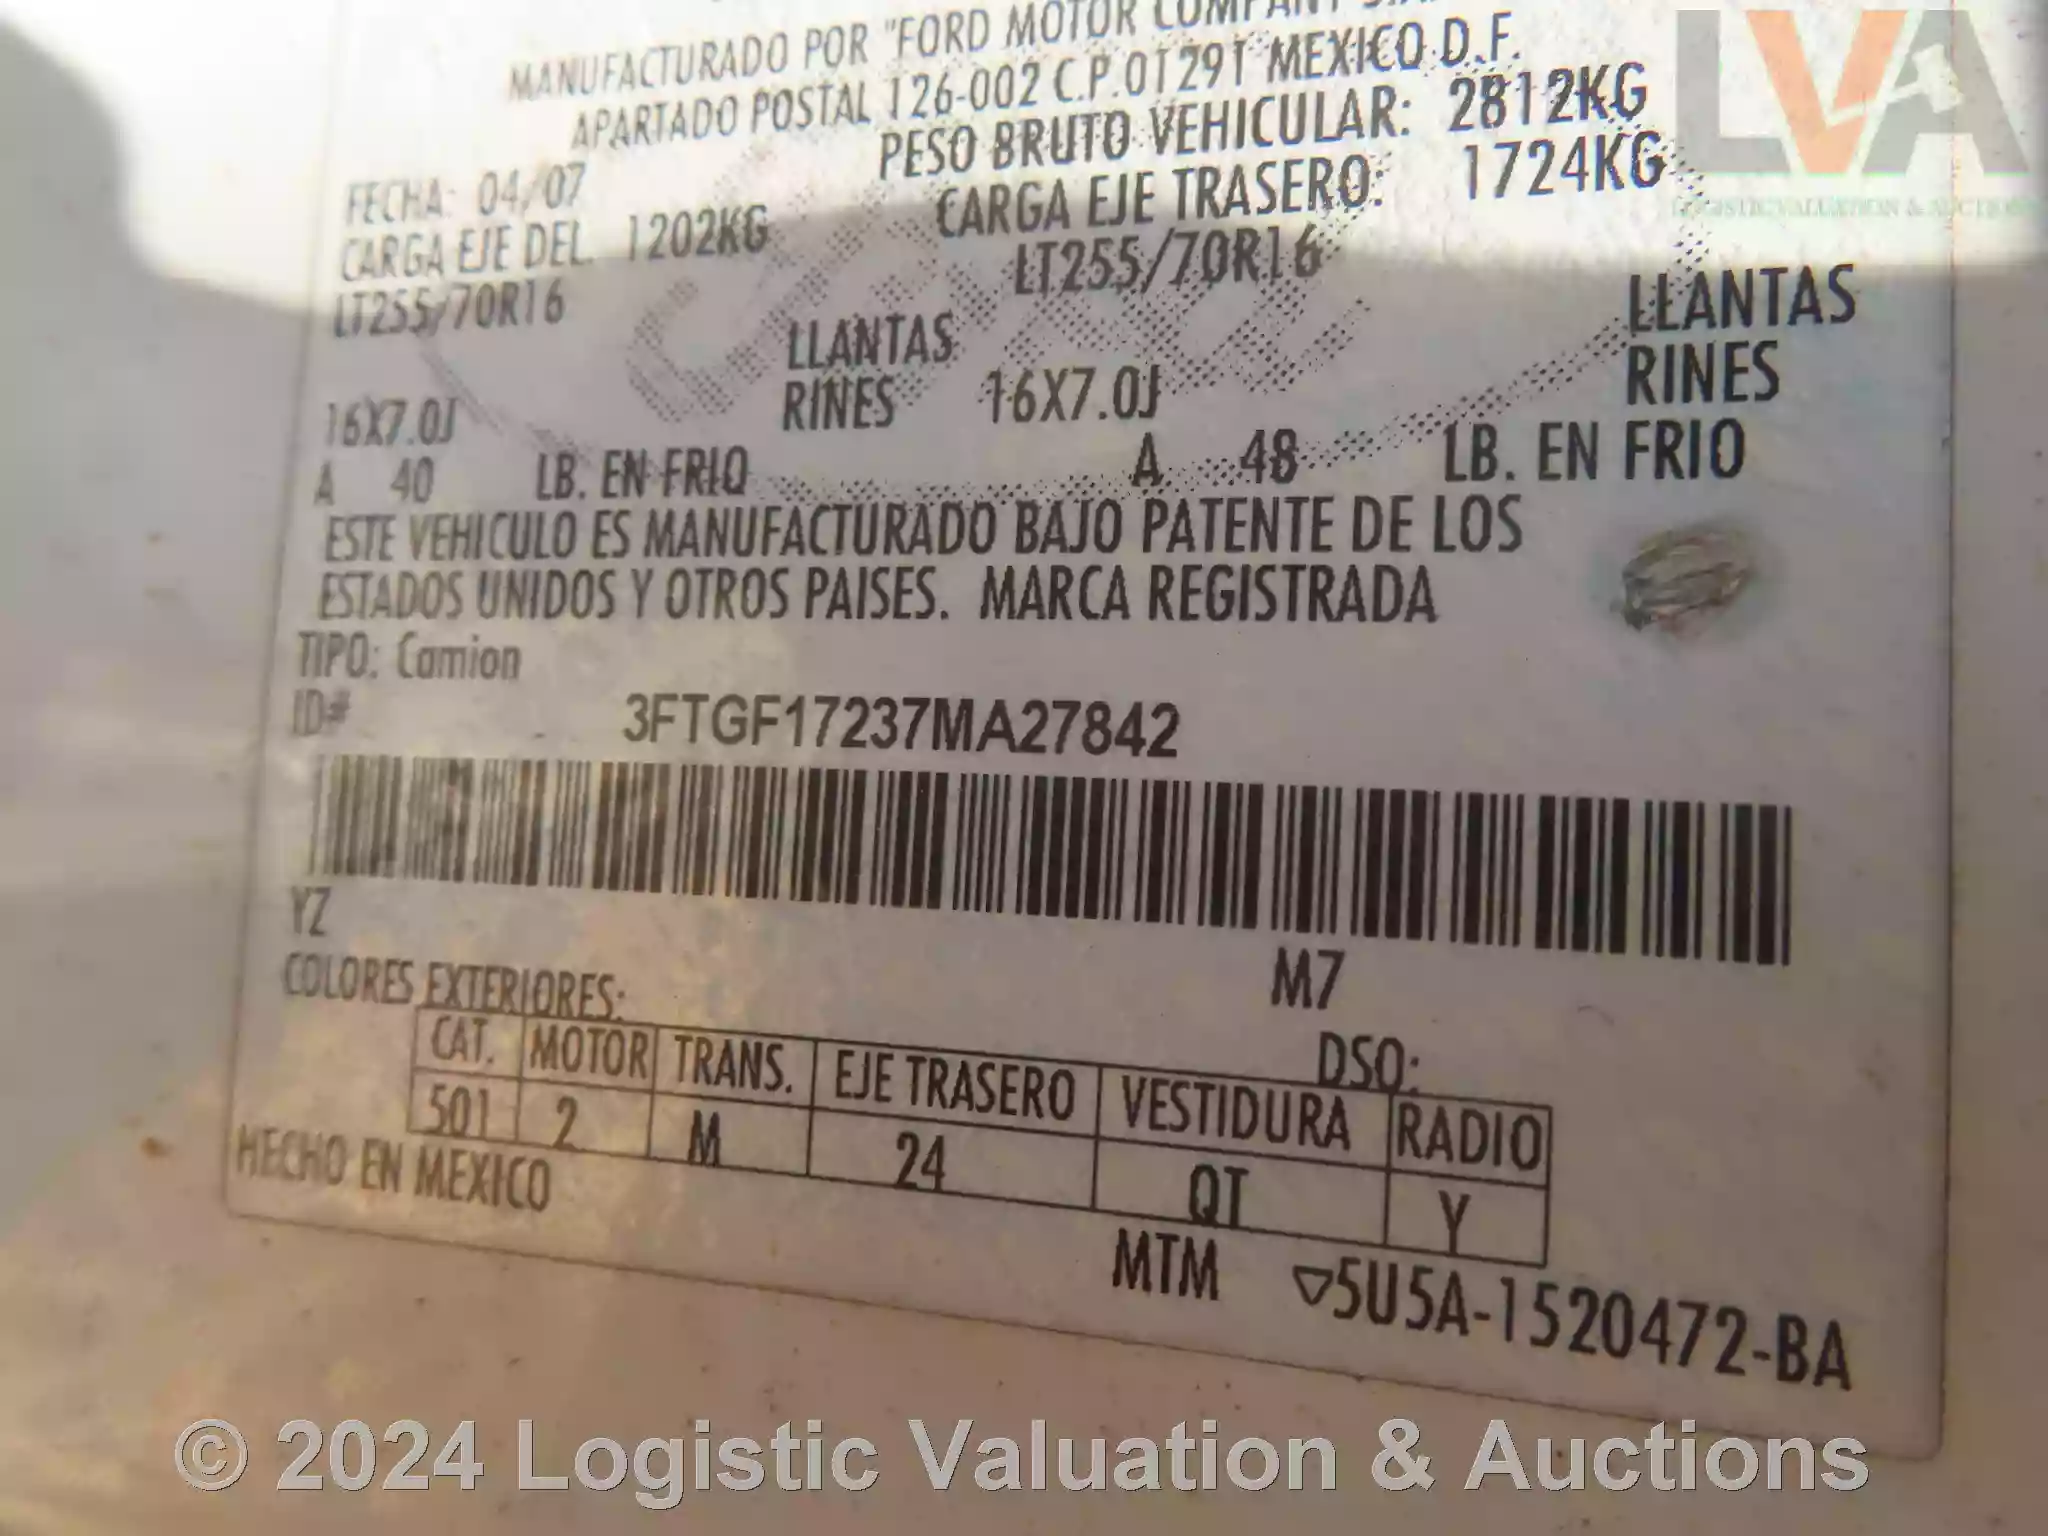 MANUFACTURADO POR "FORD MOTOR COMPANY S.A.
APARTADO POSTAL 126-002 C.P.01291 MEXICO D.F.
PESO BRUTO VEHICULAR: 2812KG
FECHA: 04/07 CARGA EJE TRASERO: 1724KG
CARGA EJE DEL. 1202KG LT255/70R16
LT255/70R16 LLANTAS LLANTAS
16X7.0J RINES 16X7.0J RINES
A 40 LB. EN FRIO A 48 LB. EN FRIO
ESTE VEHICULO ES MANUFACTURADO BAJO PATENTE DE LOS
ESTADOS UNIDOS Y OTROS PAISES. MARCA REGISTRADA
TIPO: Camion
ID# 3FTGF17237MA27842
YZ M7
COLORES EXTERIORES: DSO:
CAT. MOTOR TRANS. EJE TRASERO VESTIDURA RADIO
501 2 M 24 QT Y
HECHO EN MEXICO MTM ▽5U5A-1520472-BA
LVA
LOGISTIC VALUATION & AUCTIONS
© 2024 Logistic Valuation & Auctions